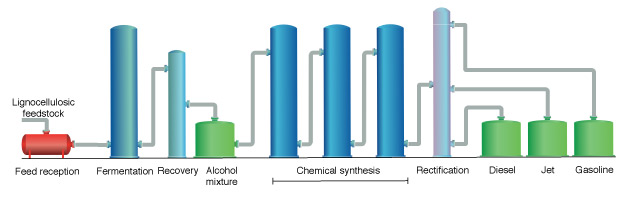 Lignocellulosic
feedstock
Feed reception
Fermentation
Recovery
Alcohol
mixture
Chemical synthesis
Rectification
Diesel
Jet
Gasoline